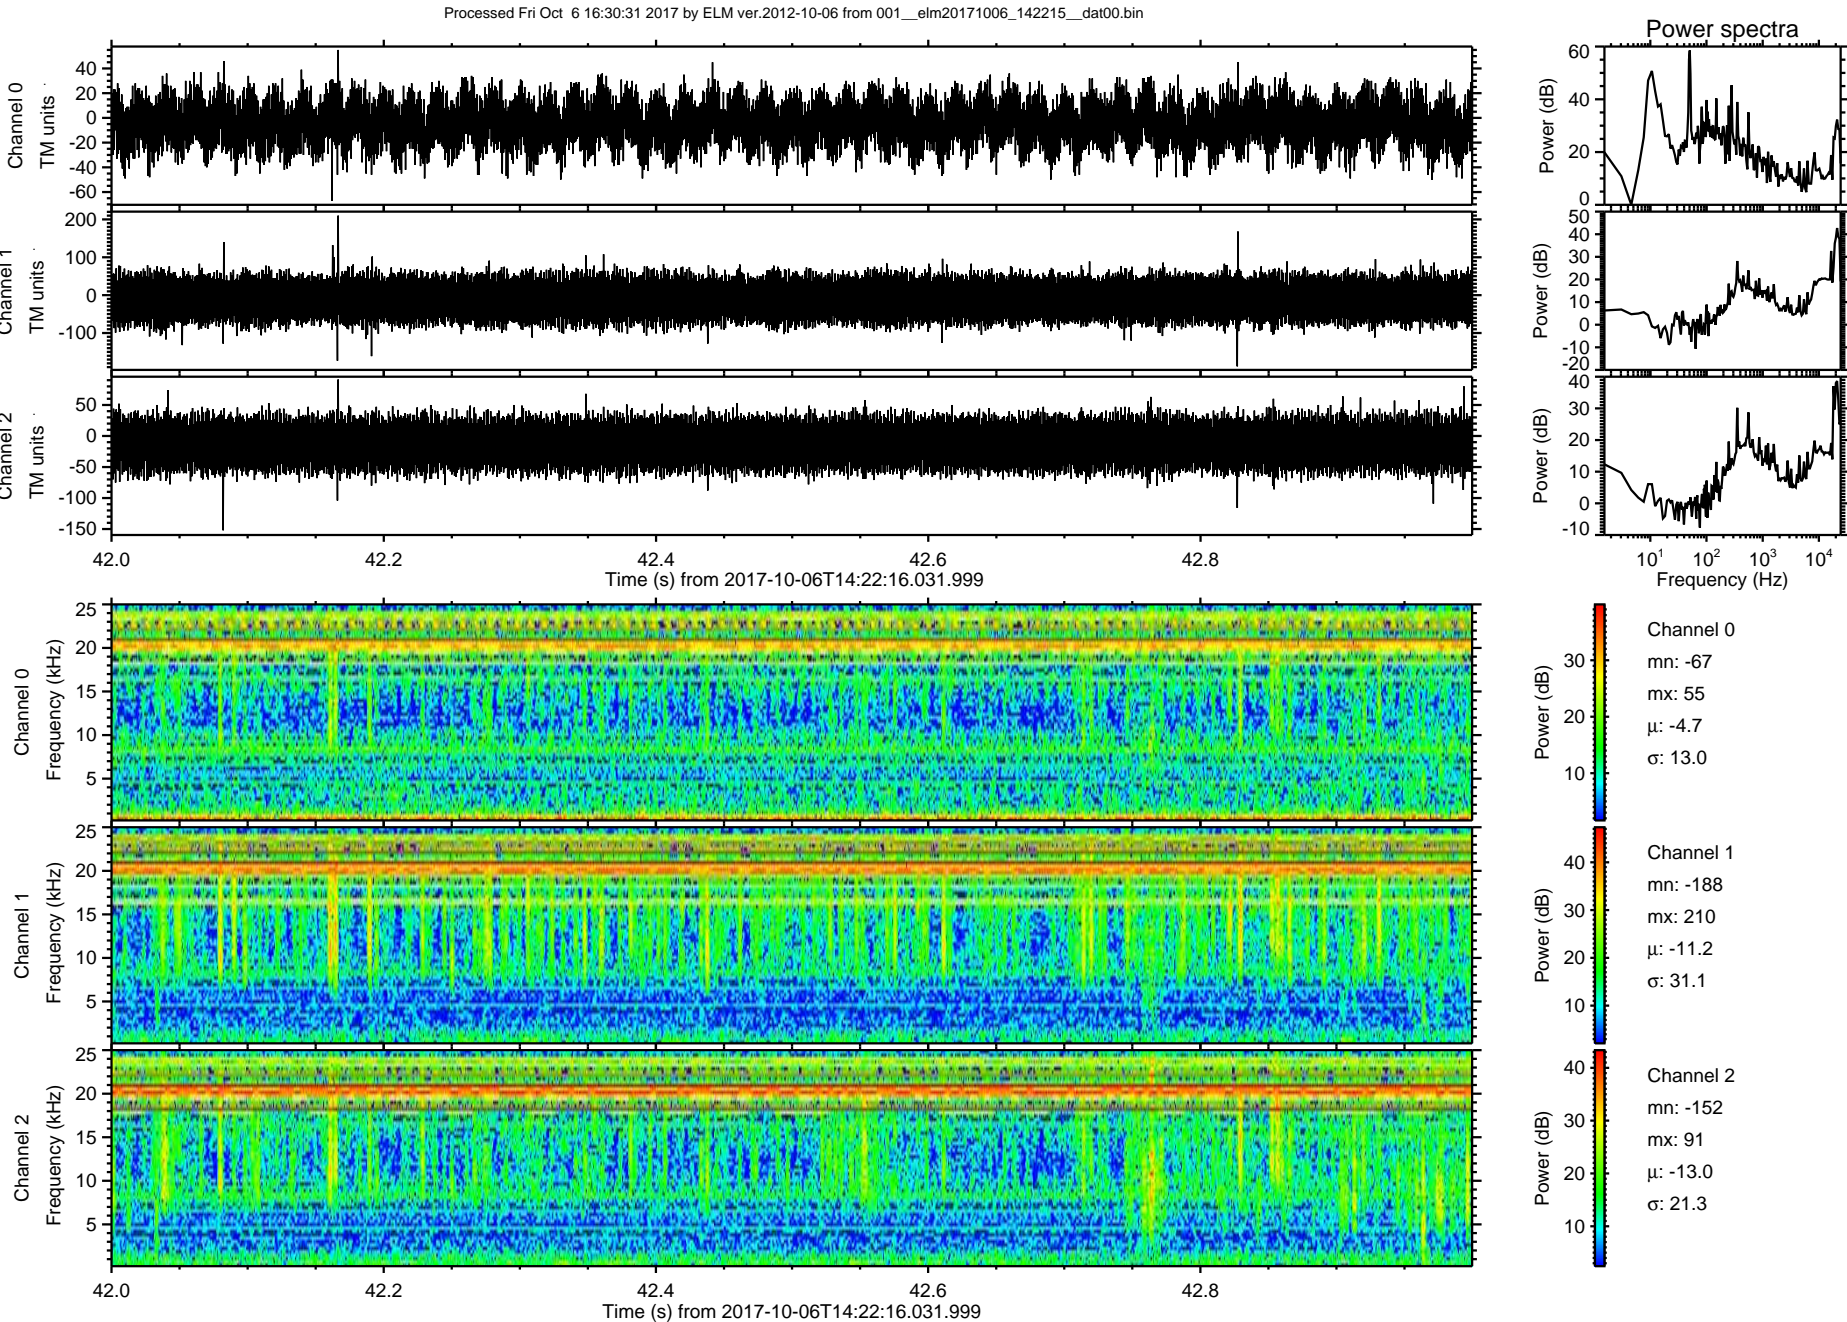 Processed Fri Oct  6 16:30:31 2017 by ELM ver.2012-10-06 from 001__elm20171006_142215__dat00.bin
Power spectra
Channel 0
TM units
40
20
0
-20
-40
-60
Power (dB)
60
40
20
0
Channel 1
TM units
200
100
0
-100
Power (dB)
50
40
30
20
10
0
-10
-20
Channel 2
TM units
50
0
-50
-100
-150
Power (dB)
40
30
20
10
0
-10
42.0 42.2 42.4 42.6 42.8
Time (s) from 2017-10-06T14:22:16.031.999
10¹ 10² 10³ 10⁴
Frequency (Hz)
Channel 0
Frequency (kHz)
25
20
15
10
5
Power (dB)
30
20
10
Channel 0
mn: -67
mx: 55
μ: -4.7
σ: 13.0
Channel 1
Frequency (kHz)
25
20
15
10
5
Power (dB)
40
30
20
10
Channel 1
mn: -188
mx: 210
μ: -11.2
σ: 31.1
Channel 2
Frequency (kHz)
25
20
15
10
5
Power (dB)
40
30
20
10
Channel 2
mn: -152
mx: 91
μ: -13.0
σ: 21.3
42.0 42.2 42.4 42.6 42.8
Time (s) from 2017-10-06T14:22:16.031.999